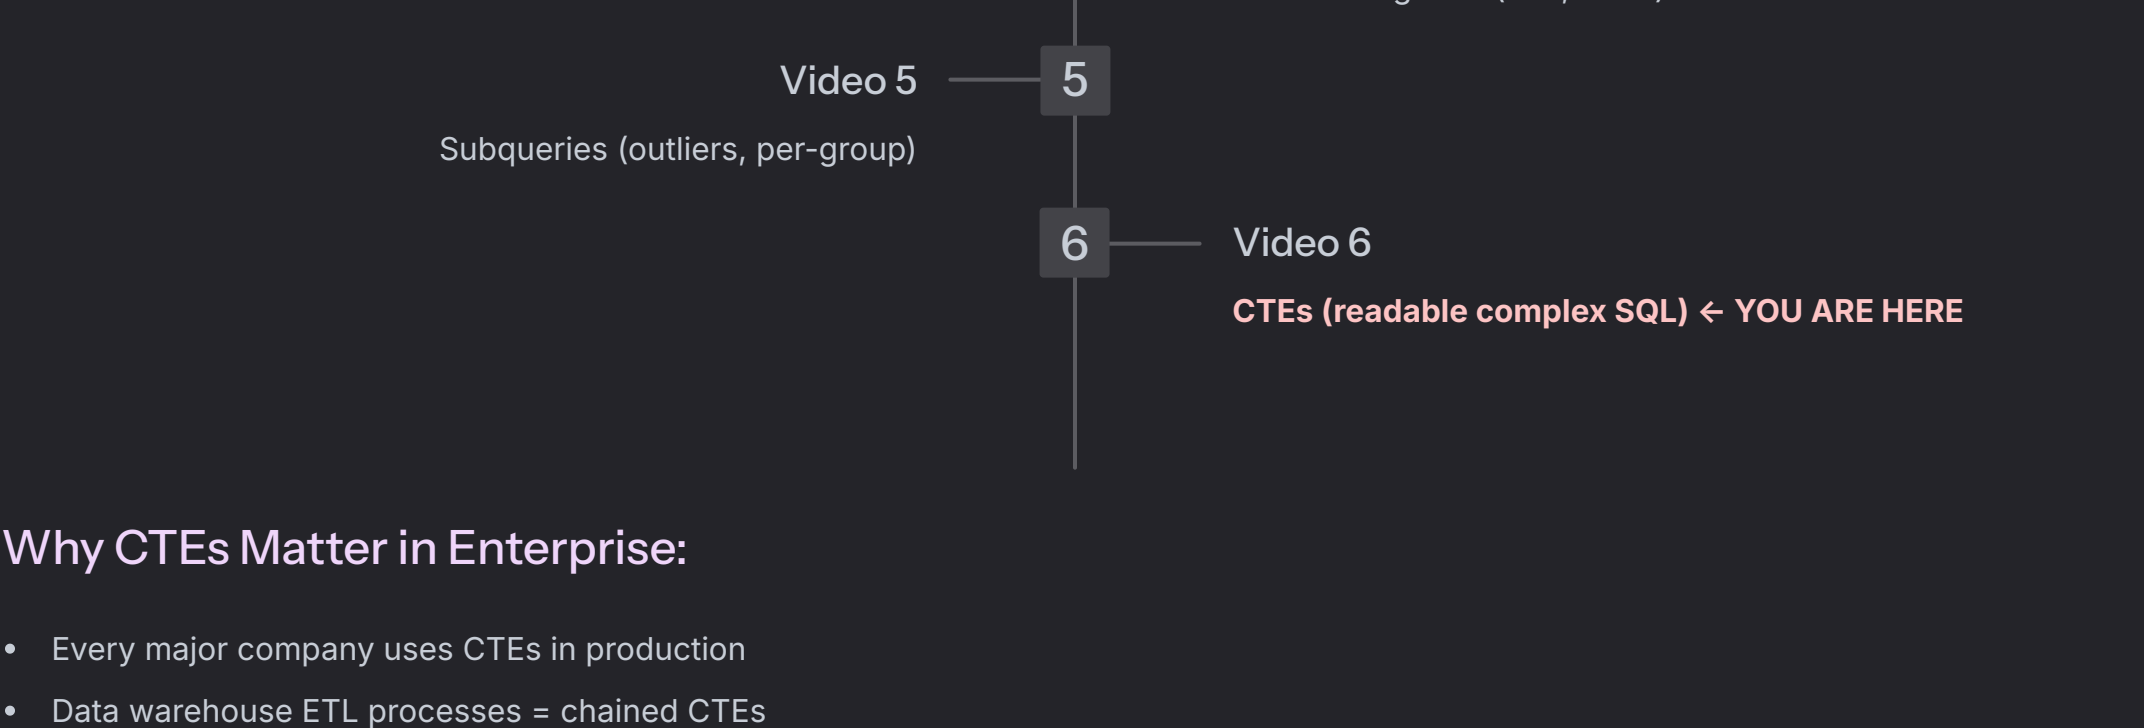 Video 5
5
Subqueries (outliers, per-group)
6
Video 6
CTEs (readable complex SQL) ← YOU ARE HERE
Why CTEs Matter in Enterprise:
• Every major company uses CTEs in production
• Data warehouse ETL processes = chained CTEs